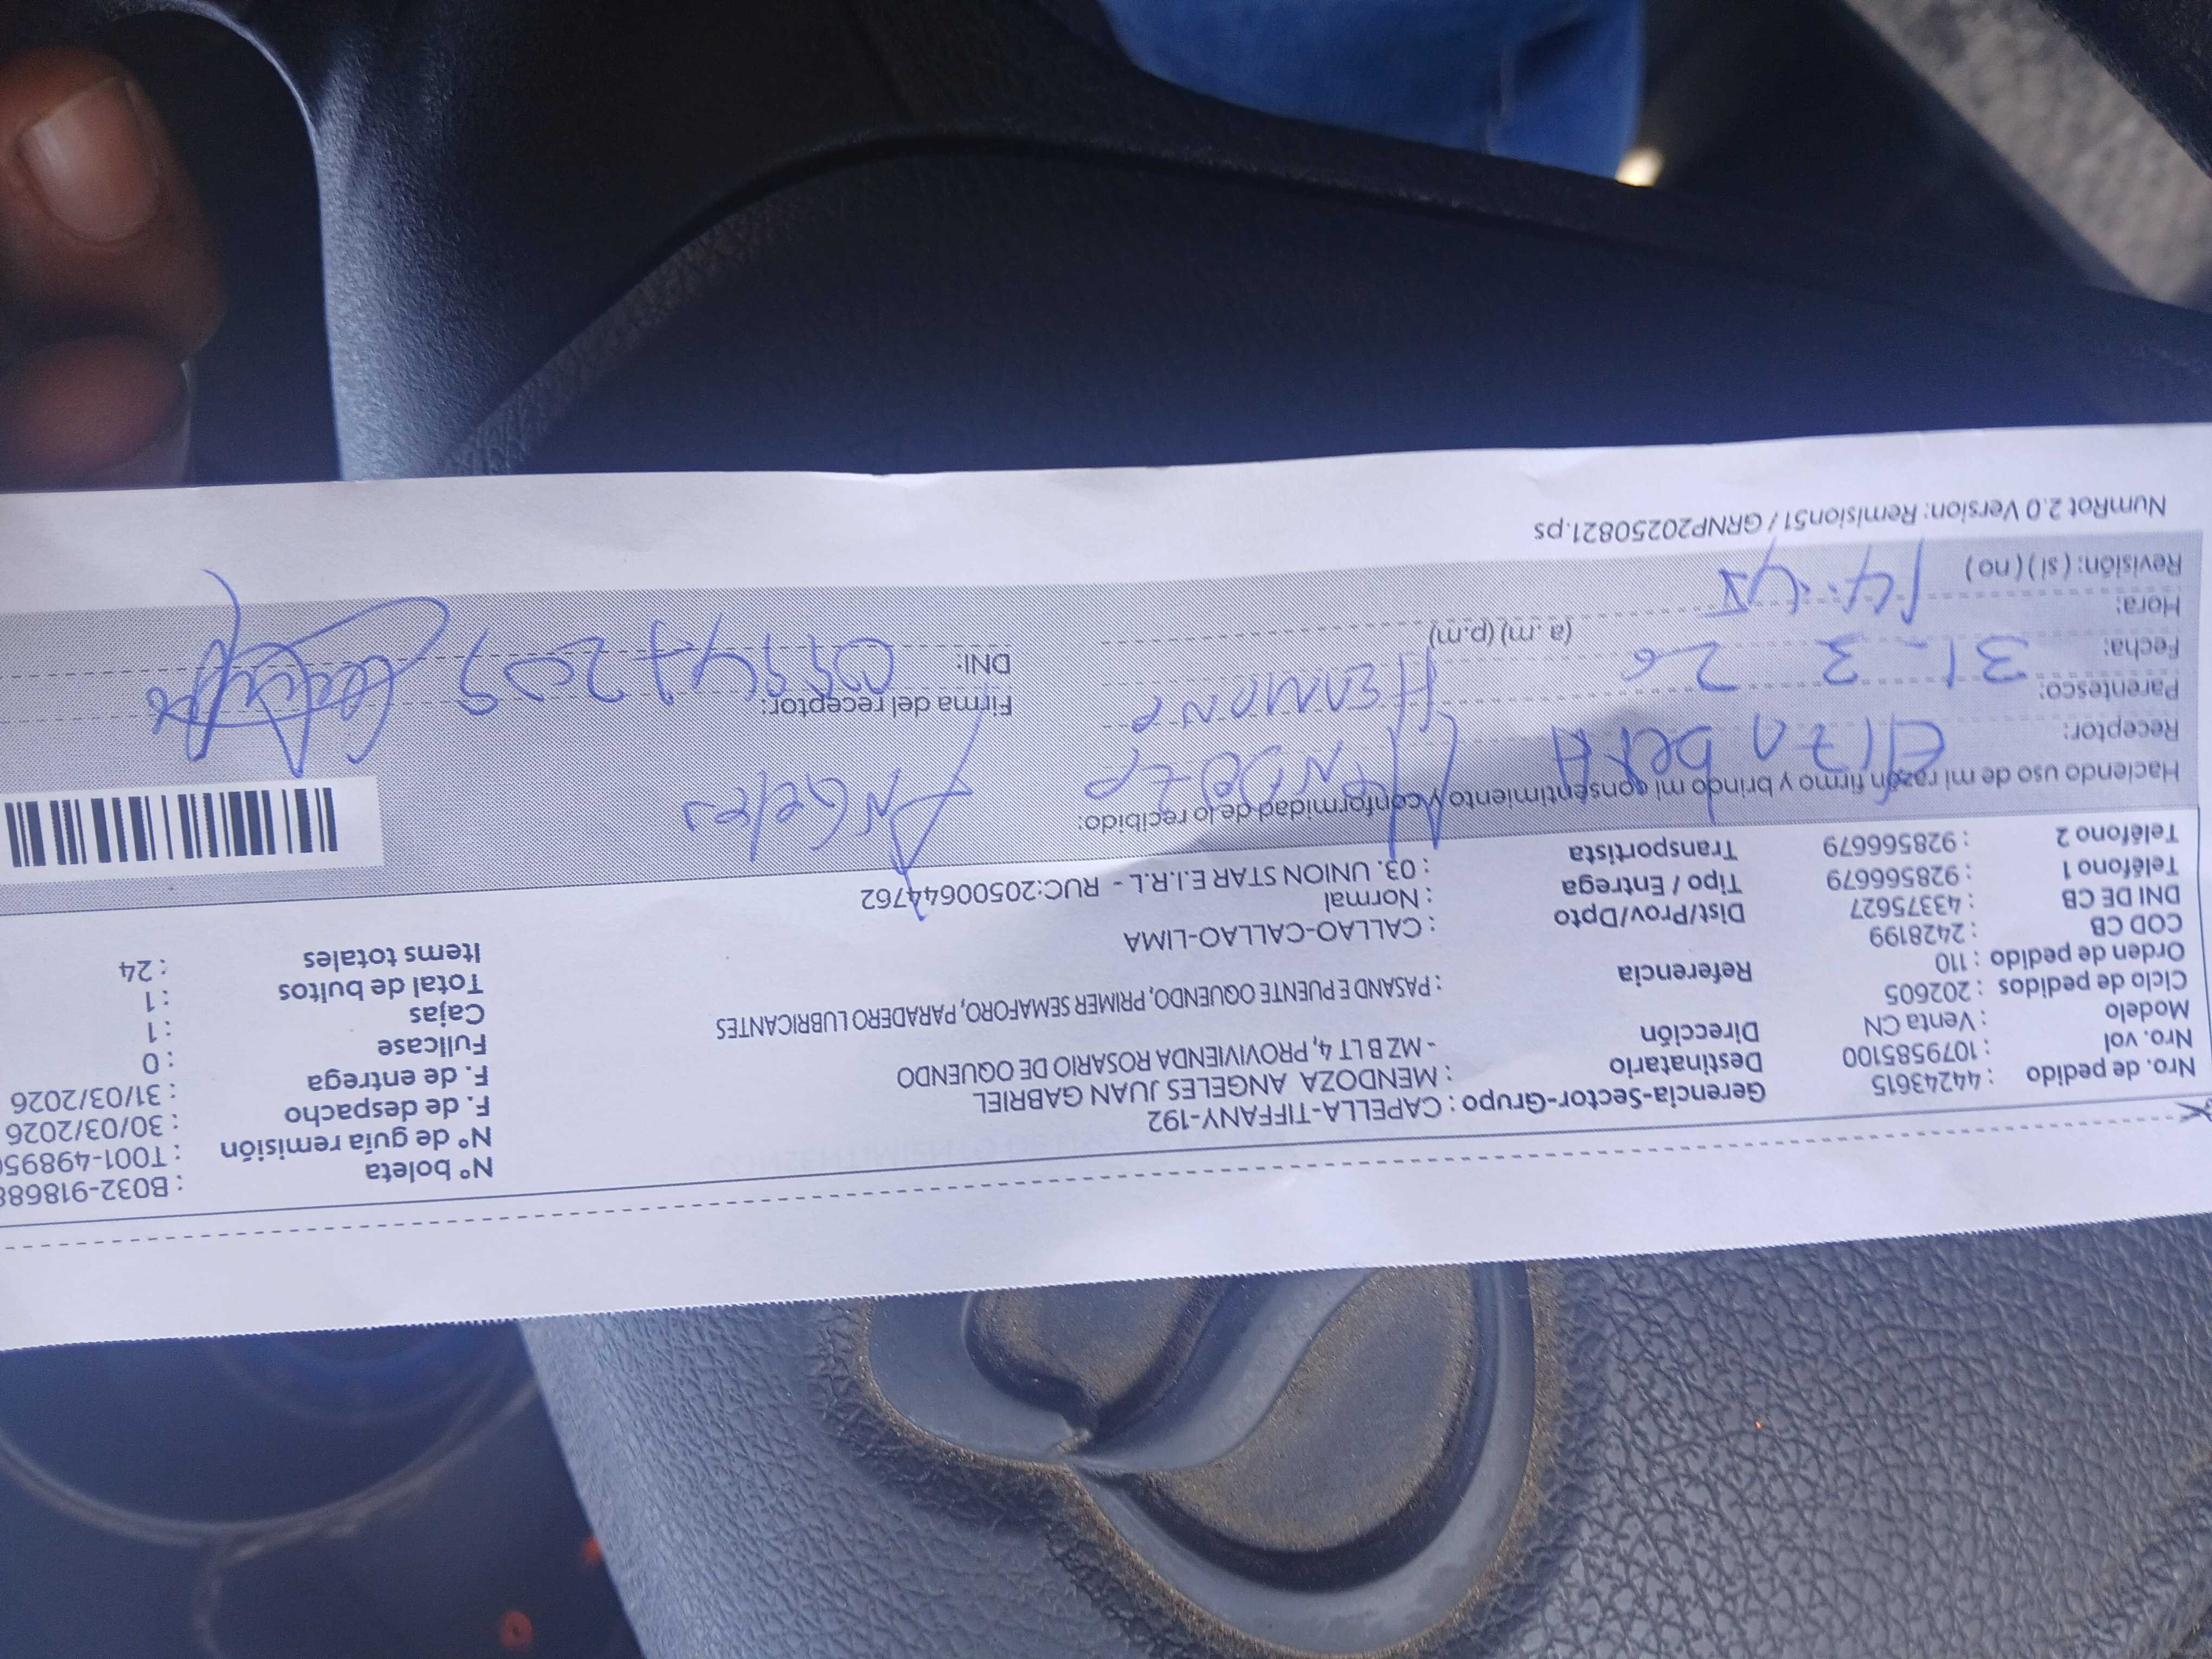 Nº boleta : B032-91868
Nro. de pedido : 44243615 Gerencia-Sector-Grupo : CAPELLA-TIFFANY-192 Nº de guía remisión : T001-49895
Nro. vol : 1079585100 Destinatario : MENDOZA ANGELES JUAN GABRIEL F. de despacho : 30/03/2026
Modelo : Venta CN Dirección - MZ B LT 4, PROVIVIENDA ROSARIO DE OQUENDO F. de entrega : 31/03/2026
Ciclo de pedidos : 202605 Fullcase : 0
Orden de pedido : 110 Referencia : PASAND E PUENTE OQUENDO, PRIMER SEMAFORO, PARADERO LUBRICANTES Cajas : 1
COD CB : 2428199 Total de bultos : 1
DNI DE CB : 43375627 Dist/Prov/Dpto : CALLAO-CALLAO-LIMA Items totales : 24
Teléfono 1 : 928566679 Tipo / Entrega : Normal
Teléfono 2 : 928566679 Transportista : 03. UNION STAR E.I.R.L - RUC:20500644762
Haciendo uso de mi razón firmo y brindo mi consentimiento y conformidad de lo recibido:
Receptor: ANGeles
Parentesco: HERMANA Firma del receptor:
Fecha: 31-3 26 DNI:
Hora: (a.m) (p.m)
Revisión: ( si ) ( no )
NumRot 2.0 Version: Remision51 / GRNP20250821.ps